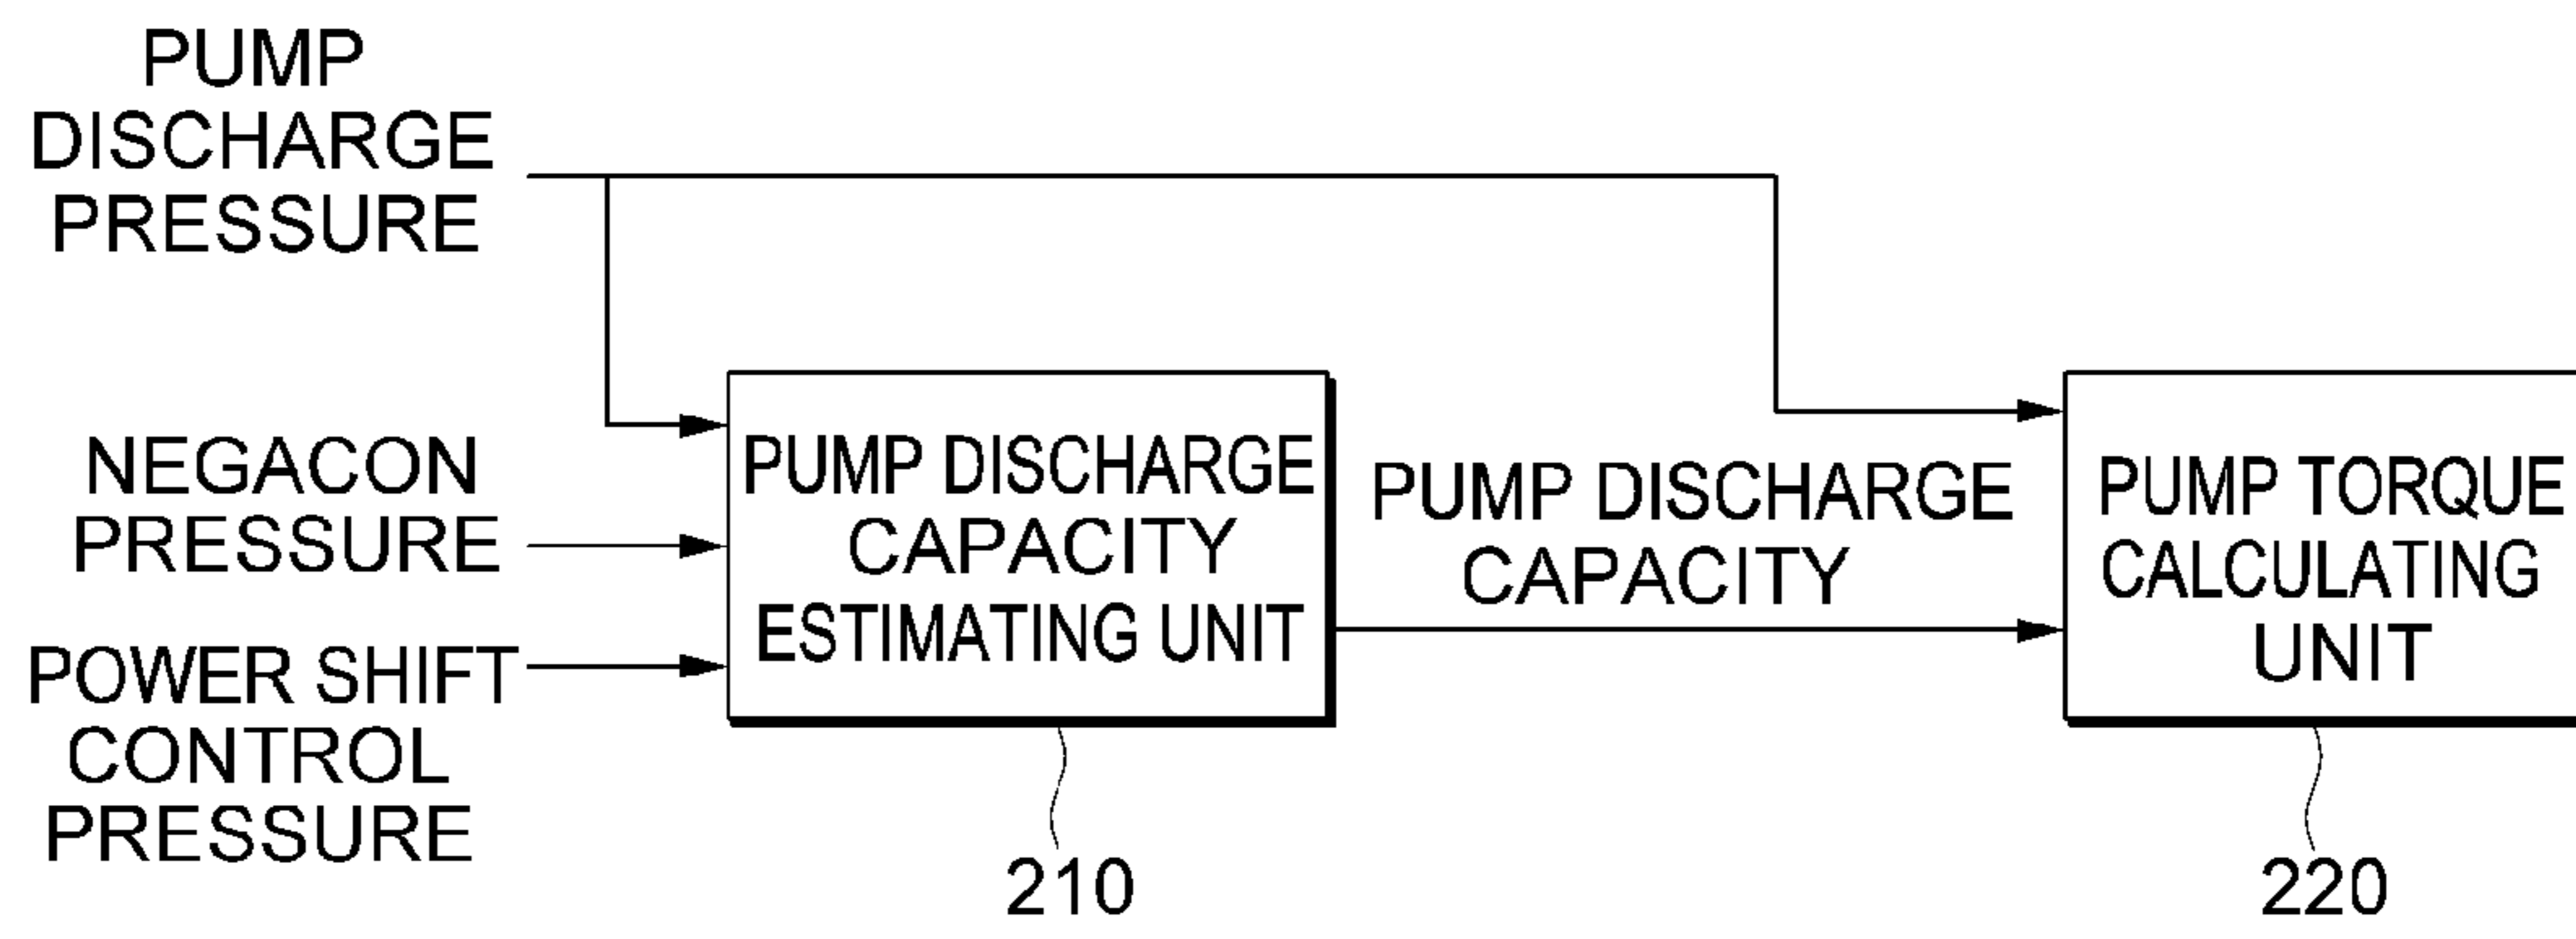 PUMP
DISCHARGE
PRESSURE
NEGACON
PRESSURE
POWER SHIFT
CONTROL
PRESSURE
PUMP DISCHARGE
CAPACITY
ESTIMATING UNIT
210
PUMP DISCHARGE
CAPACITY
PUMP TORQUE
CALCULATING
UNIT
220